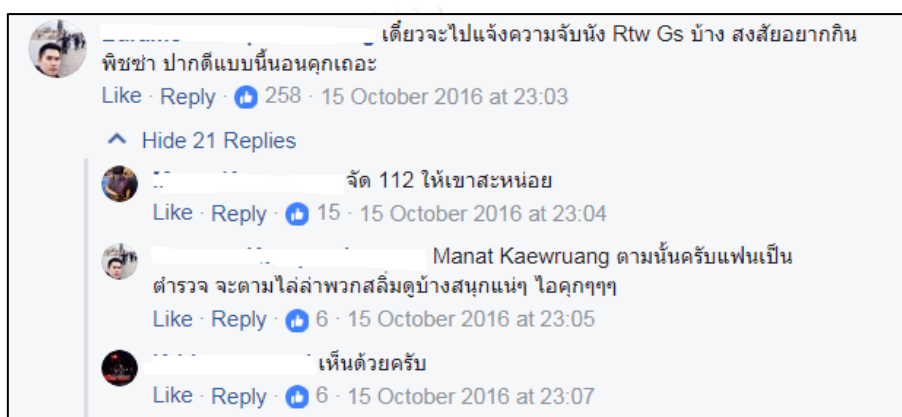 เดี๋ยวจะไปแจ้งความจับนัง Rtw Gs บ้าง สงสัยอยากกิน
พิซซ่า ปากดีแบบนี้นอนคุกเถอะ
Like · Reply · 258 · 15 October 2016 at 23:03
Hide 21 Replies
จัด 112 ให้เขาสะหน่อย
Like · Reply · 15 · 15 October 2016 at 23:04
Manat Kaewruang ตามนั้นครับแฟนเป็น
ตำรวจ จะตามไล่ล่าพวกสลิ่มดูบ้างสนุกแน่ๆ ไอคุกๆๆๆ
Like · Reply · 6 · 15 October 2016 at 23:05
เห็นด้วยครับ
Like · Reply · 6 · 15 October 2016 at 23:07